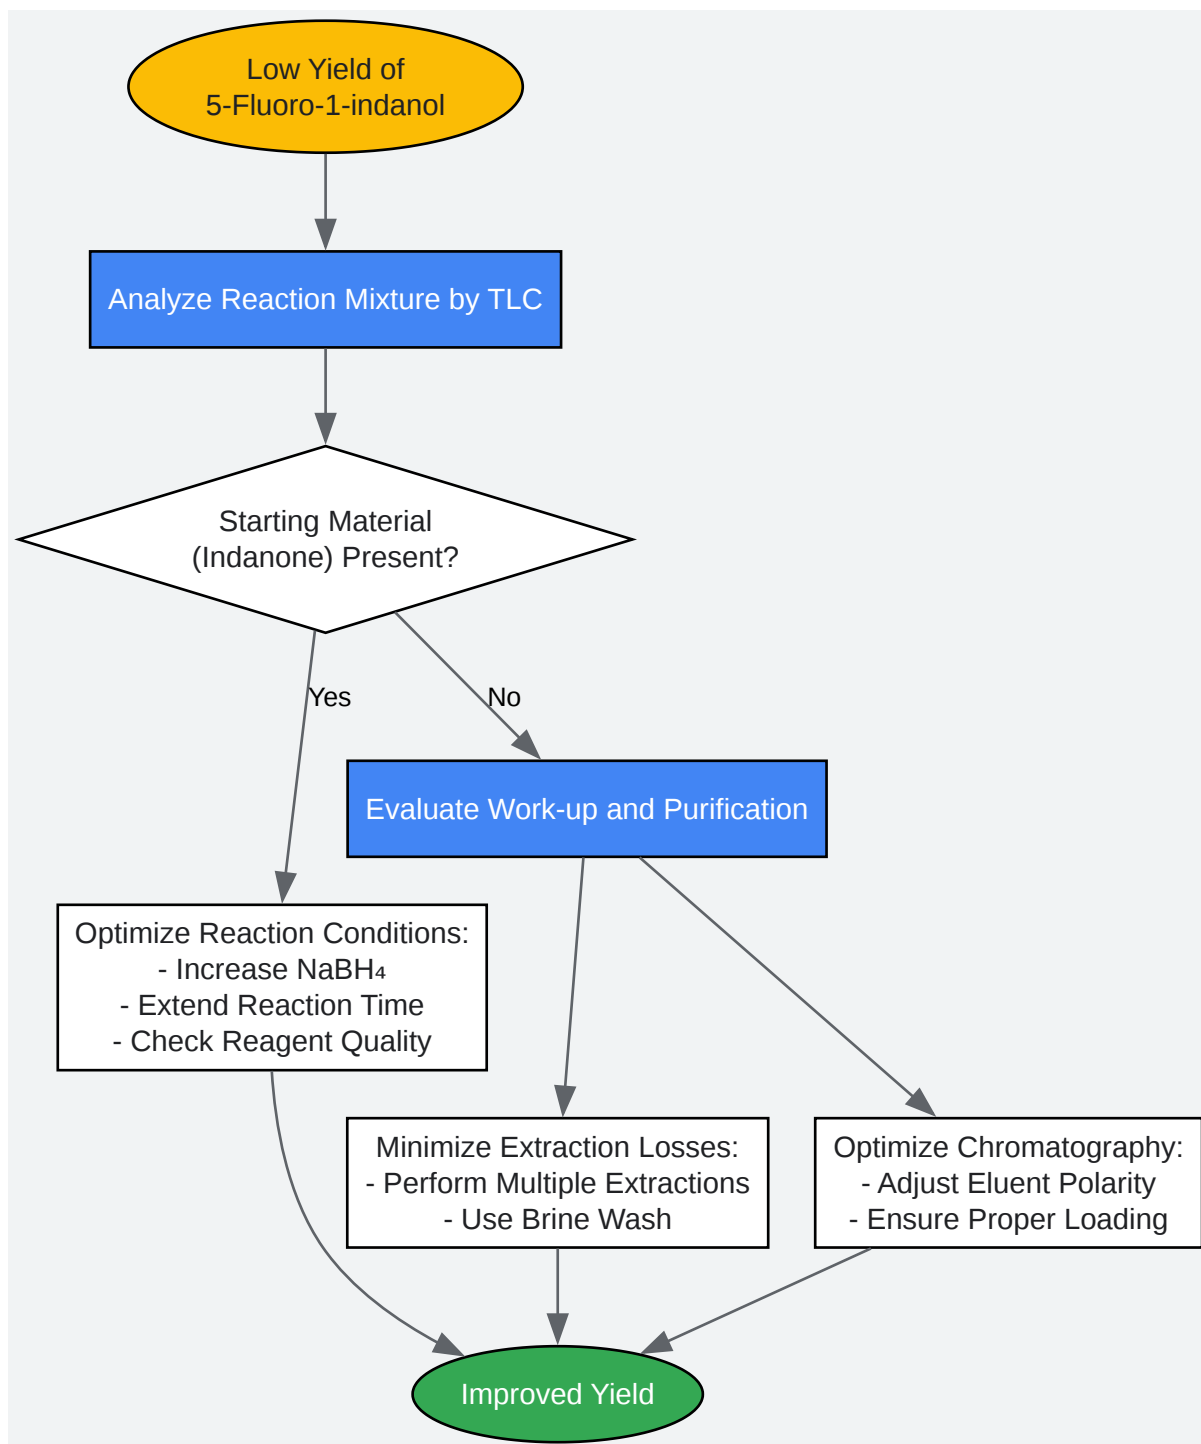 Low Yield of
5-Fluoro-1-indanol
Analyze Reaction Mixture by TLC
Starting Material
(Indanone) Present?
Yes
No
Evaluate Work-up and Purification
Optimize Reaction Conditions:
- Increase NaBH₄
- Extend Reaction Time
- Check Reagent Quality
Minimize Extraction Losses:
- Perform Multiple Extractions
- Use Brine Wash
Optimize Chromatography:
- Adjust Eluent Polarity
- Ensure Proper Loading
Improved Yield